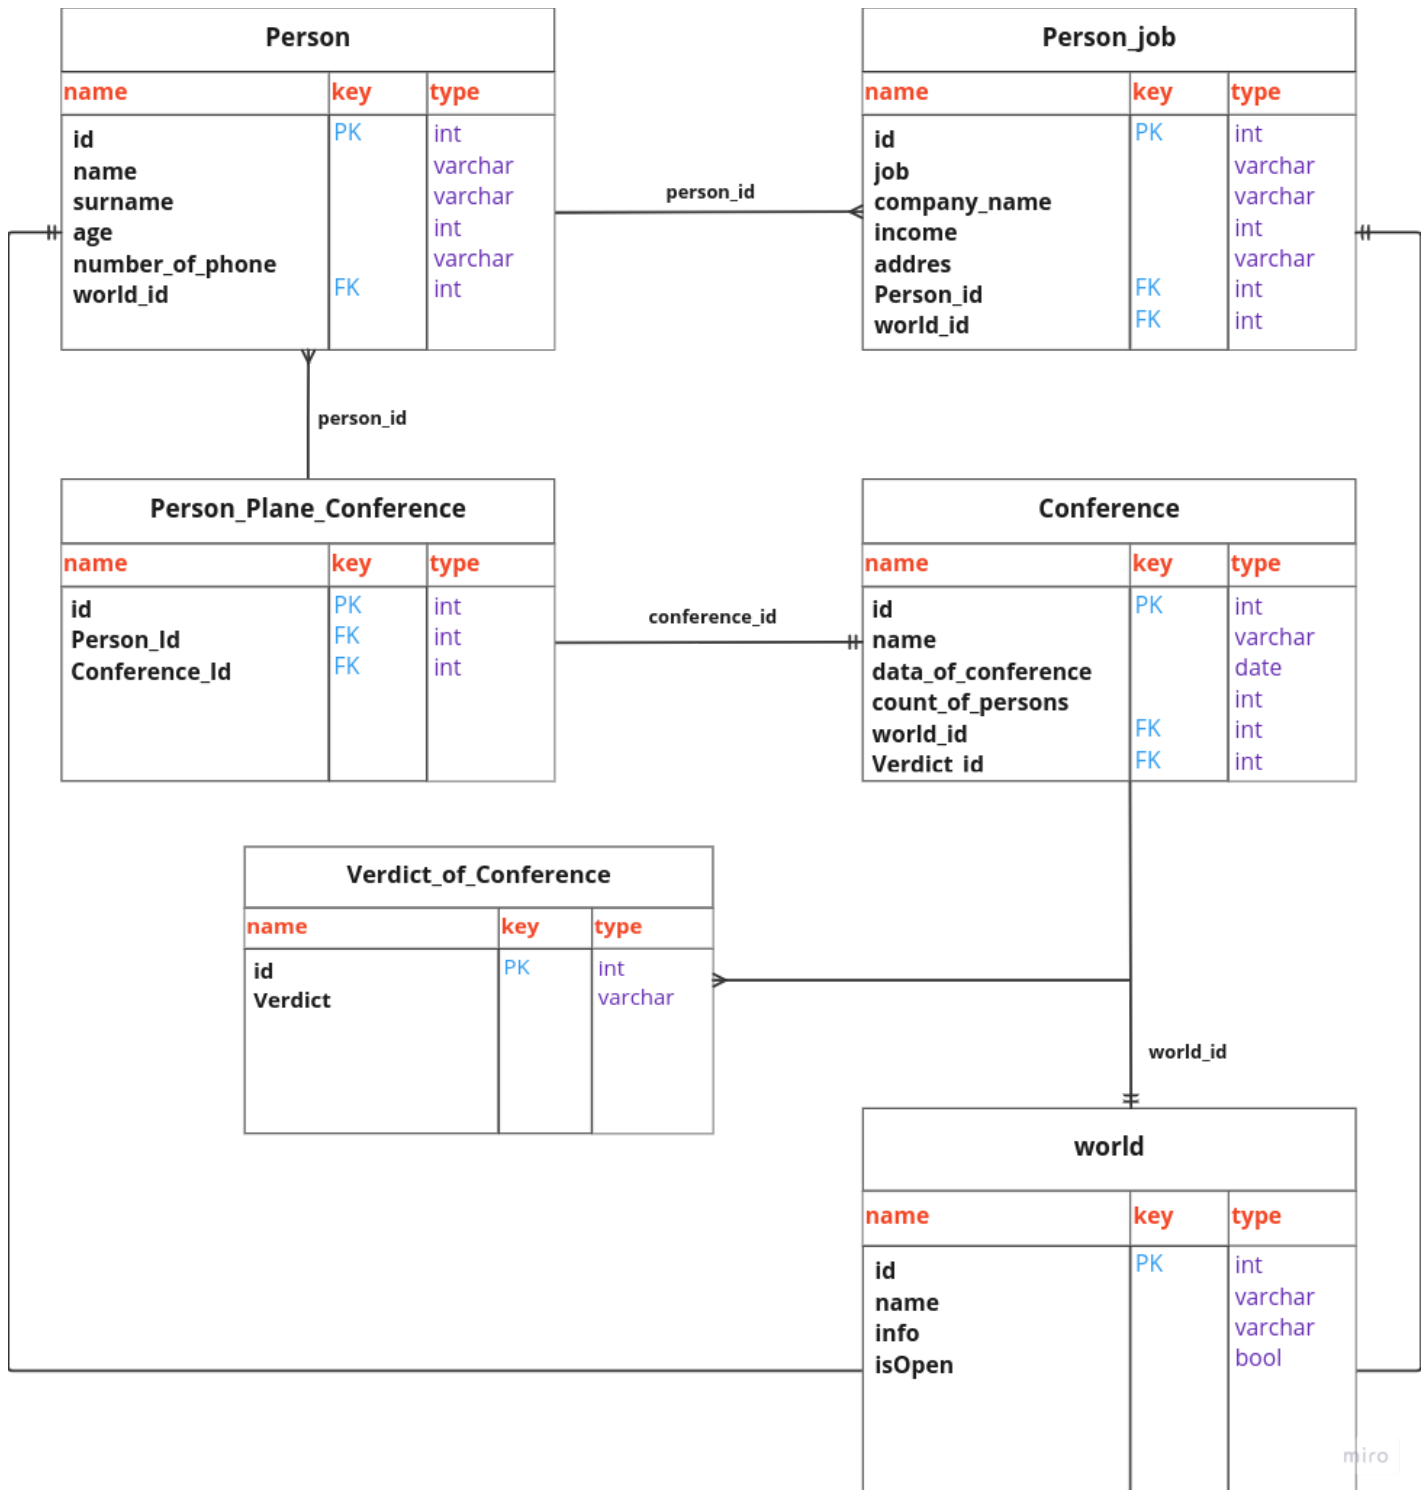 Person
name key type
id PK int
name varchar
surname varchar
age int
number_of_phone varchar
world_id FK int
person_id
Person_job
name key type
id PK int
job varchar
company_name varchar
income int
addres varchar
Person_id FK int
world_id FK int
person_id
Person_Plane_Conference
name key type
id PK int
Person_Id FK int
Conference_Id FK int
conference_id
Conference
name key type
id PK int
name varchar
data_of_conference date
count_of_persons int
world_id FK int
Verdict_id FK int
Verdict_of_Conference
name key type
id PK int
Verdict varchar
world_id
world
name key type
id PK int
name varchar
info varchar
isOpen bool
miro